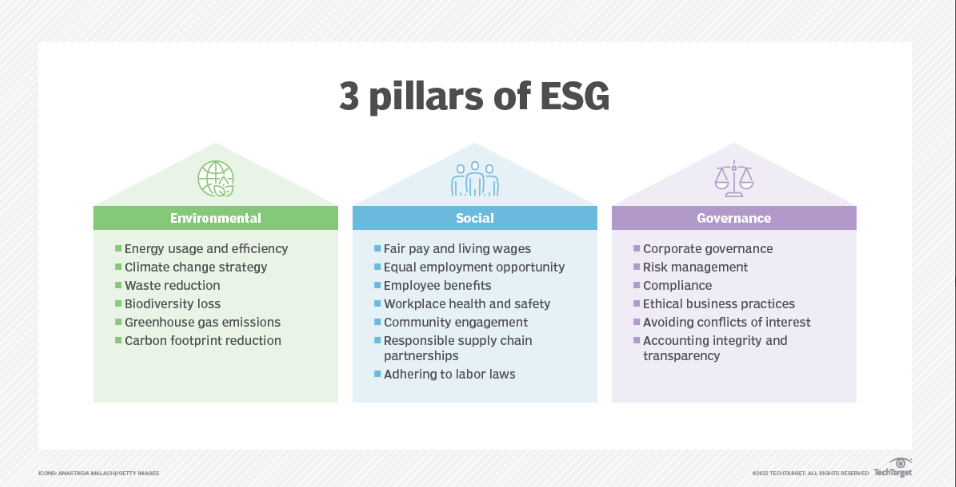 3 pillars of ESG
Environmental
Energy usage and efficiency
Climate change strategy
Waste reduction
Biodiversity loss
Greenhouse gas emissions
Carbon footprint reduction
Social
Fair pay and living wages
Equal employment opportunity
Employee benefits
Workplace health and safety
Community engagement
Responsible supply chain
partnerships
Adhering to labor laws
Governance
Corporate governance
Risk management
Compliance
Ethical business practices
Avoiding conflicts of interest
Accounting integrity and
transparency
ICONS: ANASTASIA MALACHI/GETTY IMAGES
©2022 TECHTARGET. ALL RIGHTS RESERVED
TechTarget